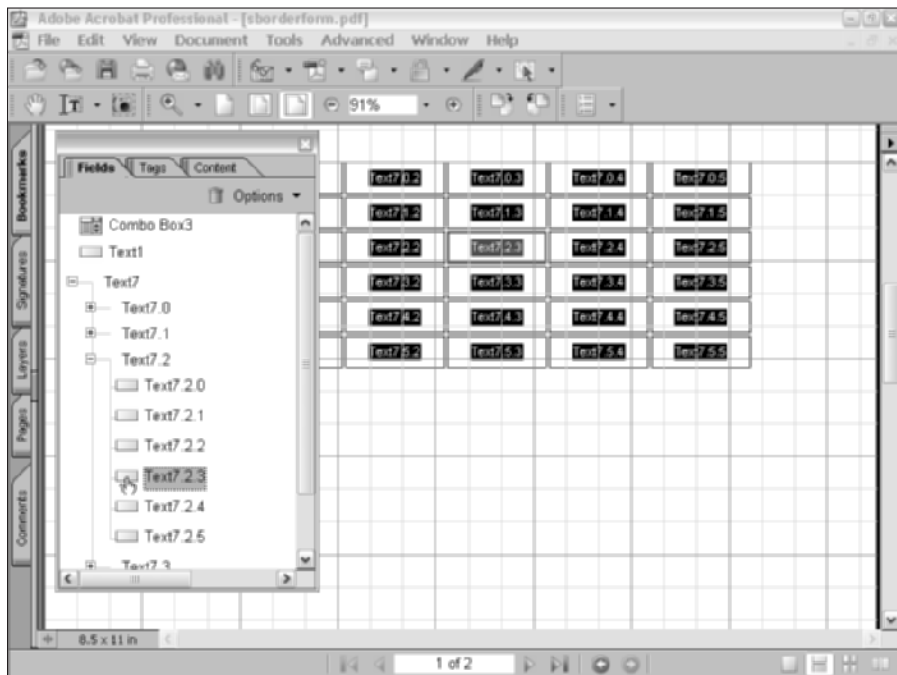 Adobe Acrobat Professional - [sborderform.pdf]
File Edit View Document Tools Advanced Window Help
91%
Bookmarks
Signatures
Layers
Pages
Comments
Fields Tags Content
Options
Combo Box3
Text1
Text7
Text7.0
Text7.1
Text7.2
Text7.2.0
Text7.2.1
Text7.2.2
Text7.2.3
Text7.2.4
Text7.2.5
Text7.3
Text7.0.2 Text7.0.3 Text7.0.4 Text7.0.5
Text7.1.2 Text7.1.3 Text7.1.4 Text7.1.5
Text7.2.2 Text7.2.3 Text7.2.4 Text7.2.5
Text7.3.2 Text7.3.3 Text7.3.4 Text7.3.5
Text7.4.2 Text7.4.3 Text7.4.4 Text7.4.5
Text7.5.2 Text7.5.3 Text7.5.4 Text7.5.5
8.5 x 11 in
1 of 2